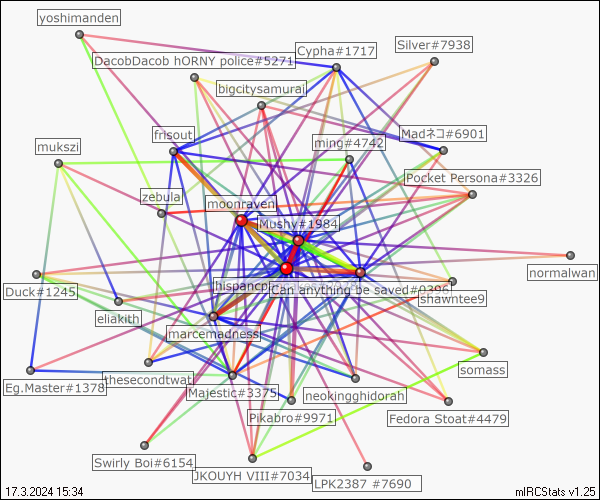 yoshimanden
Cypha#1717
Silver#7938
DacobDacob hORNY police#5271
bigcitysamurai
frisout
ming#4742
Madネコ#6901
mukszi
Pocket Persona#3326
zebula
moonraven
Mushy#1984
normalwan
Duck#1245
hispanco
Can anything be saved#0396
shawntee9
eliakith
marcemadness
somass
Eg.Master#1378
thesecondtwat
Majestic#3375
neokingghidorah
Pikabro#9971
Fedora Stoat#4479
Swirly Boi#6154
JKOUYH VIII#7034
LPK2387 #7690
17.3.2024 15:34
mIRCStats v1.25